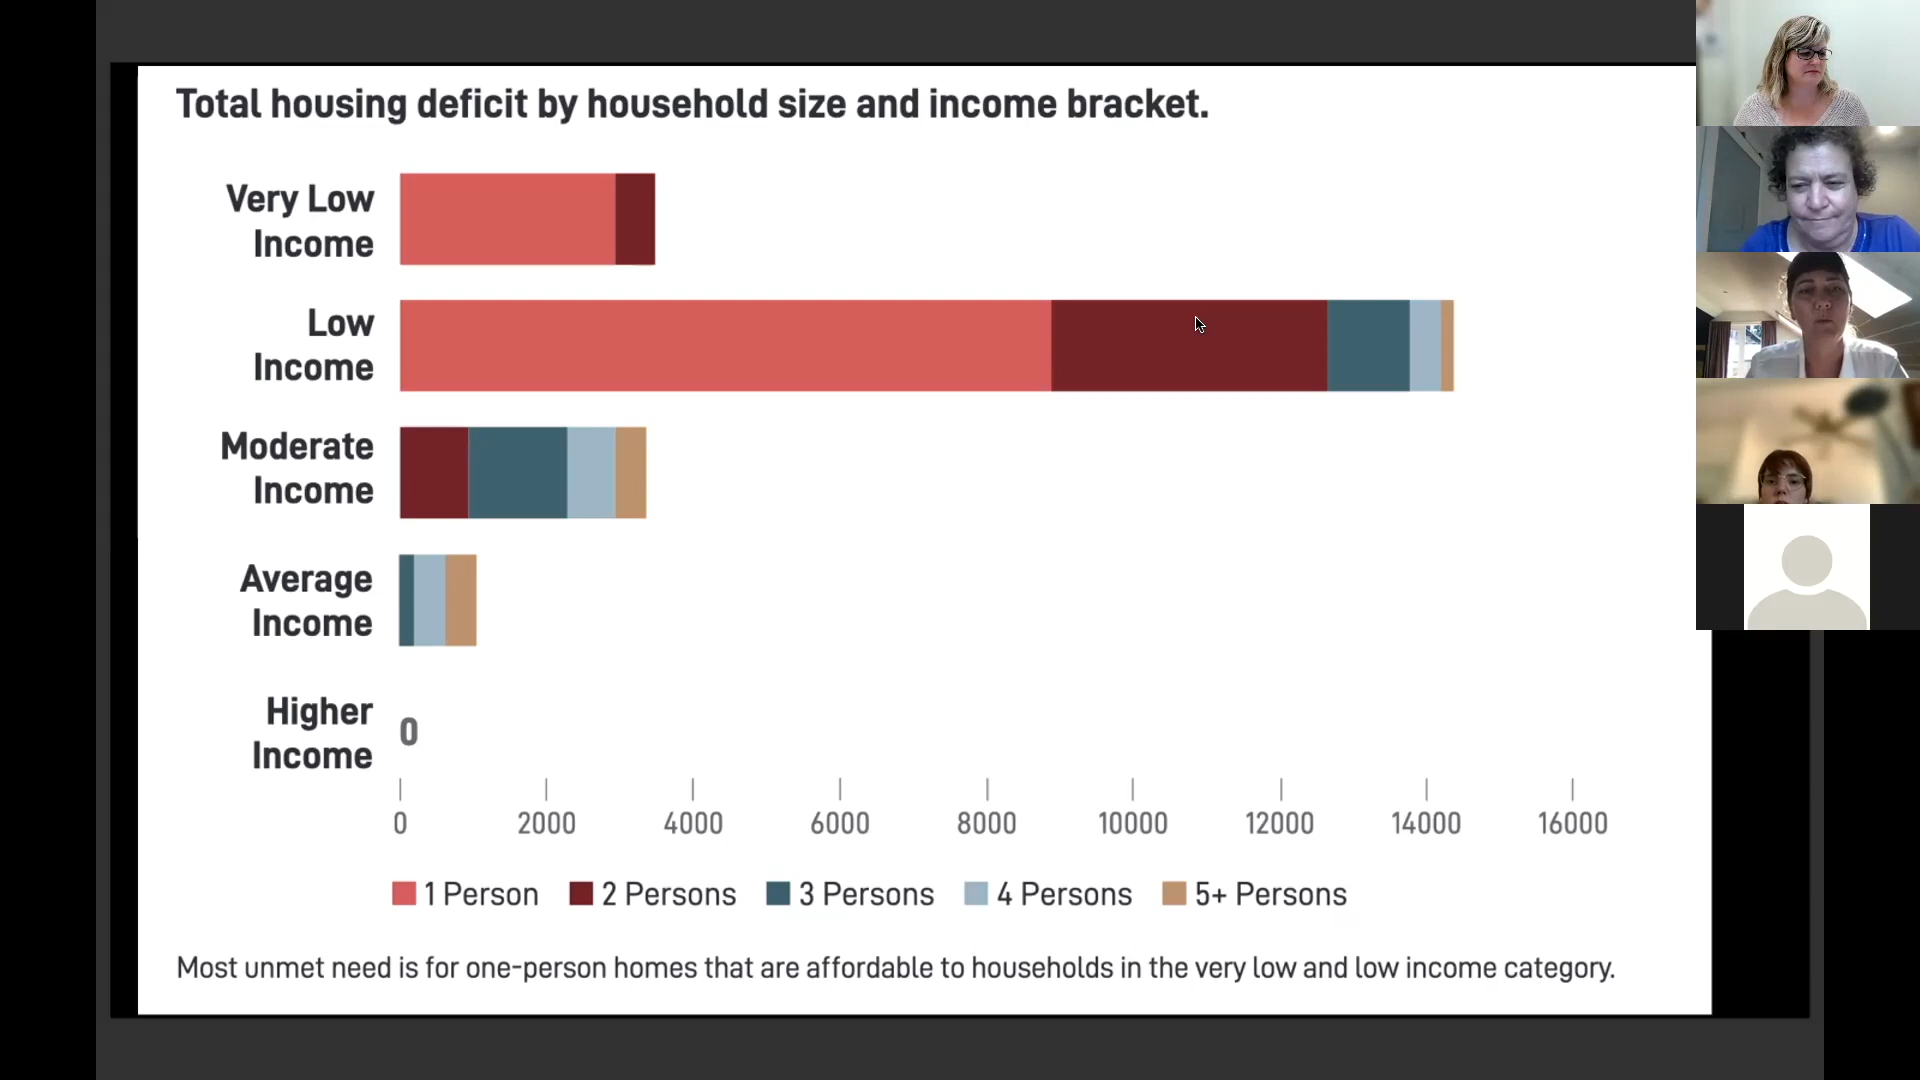 Total housing deficit by household size and income bracket.
Very Low
Income
Low
Income
Moderate
Income
Average
Income
Higher
Income
0
0 2000 4000 6000 8000 10000 12000 14000 16000
1 Person 2 Persons 3 Persons 4 Persons 5+ Persons
Most unmet need is for one-person homes that are affordable to households in the very low and low income category.